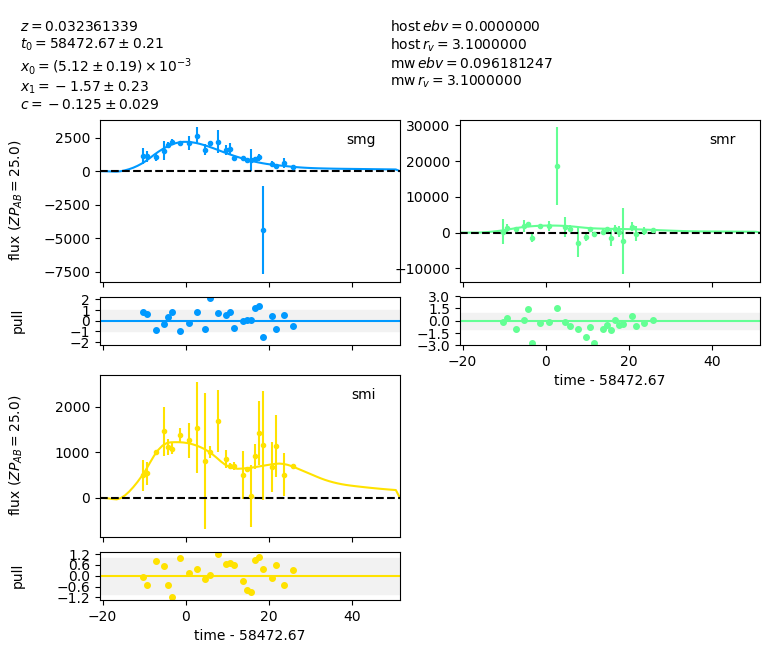 z = 0.032361339
t₀ = 58472.67 ± 0.21
x₀ = (5.12 ± 0.19) × 10⁻³
x₁ = −1.57 ± 0.23
c = −0.125 ± 0.029
host ebv = 0.0000000
host r_v = 3.1000000
mw ebv = 0.096181247
mw r_v = 3.1000000
flux (ZP_AB = 25.0)
2500
0
−2500
−5000
−7500
smg
30000
20000
10000
0
−10000
smr
pull
2
1
0
−1
−2
3.0
1.5
0.0
−1.5
−3.0
−20
0
20
40
time - 58472.67
flux (ZP_AB = 25.0)
2000
1000
0
smi
pull
1.2
0.6
0.0
−0.6
−1.2
−20
0
20
40
time - 58472.67